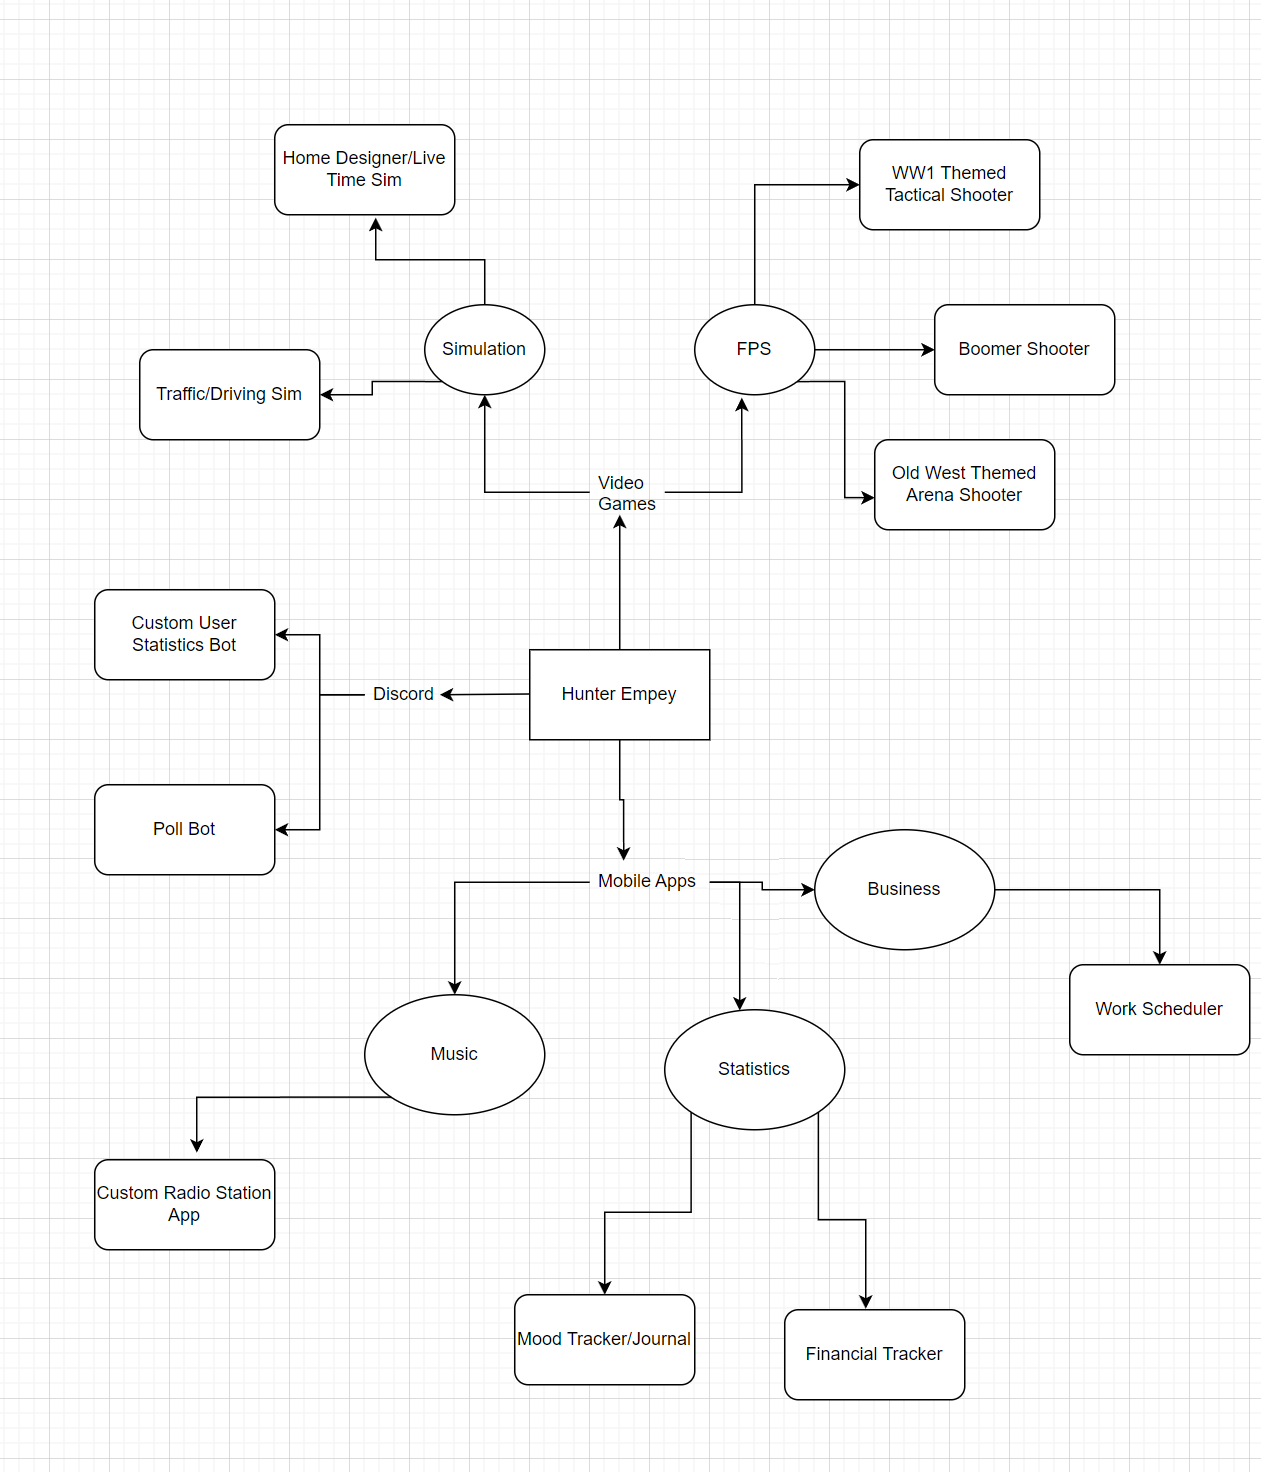 Home Designer/Live
Time Sim
WW1 Themed
Tactical Shooter
Simulation
FPS
Boomer Shooter
Traffic/Driving Sim
Video
Games
Old West Themed
Arena Shooter
Custom User
Statistics Bot
Discord
Hunter Empey
Poll Bot
Mobile Apps
Business
Work Scheduler
Music
Statistics
Custom Radio Station
App
Mood Tracker/Journal
Financial Tracker